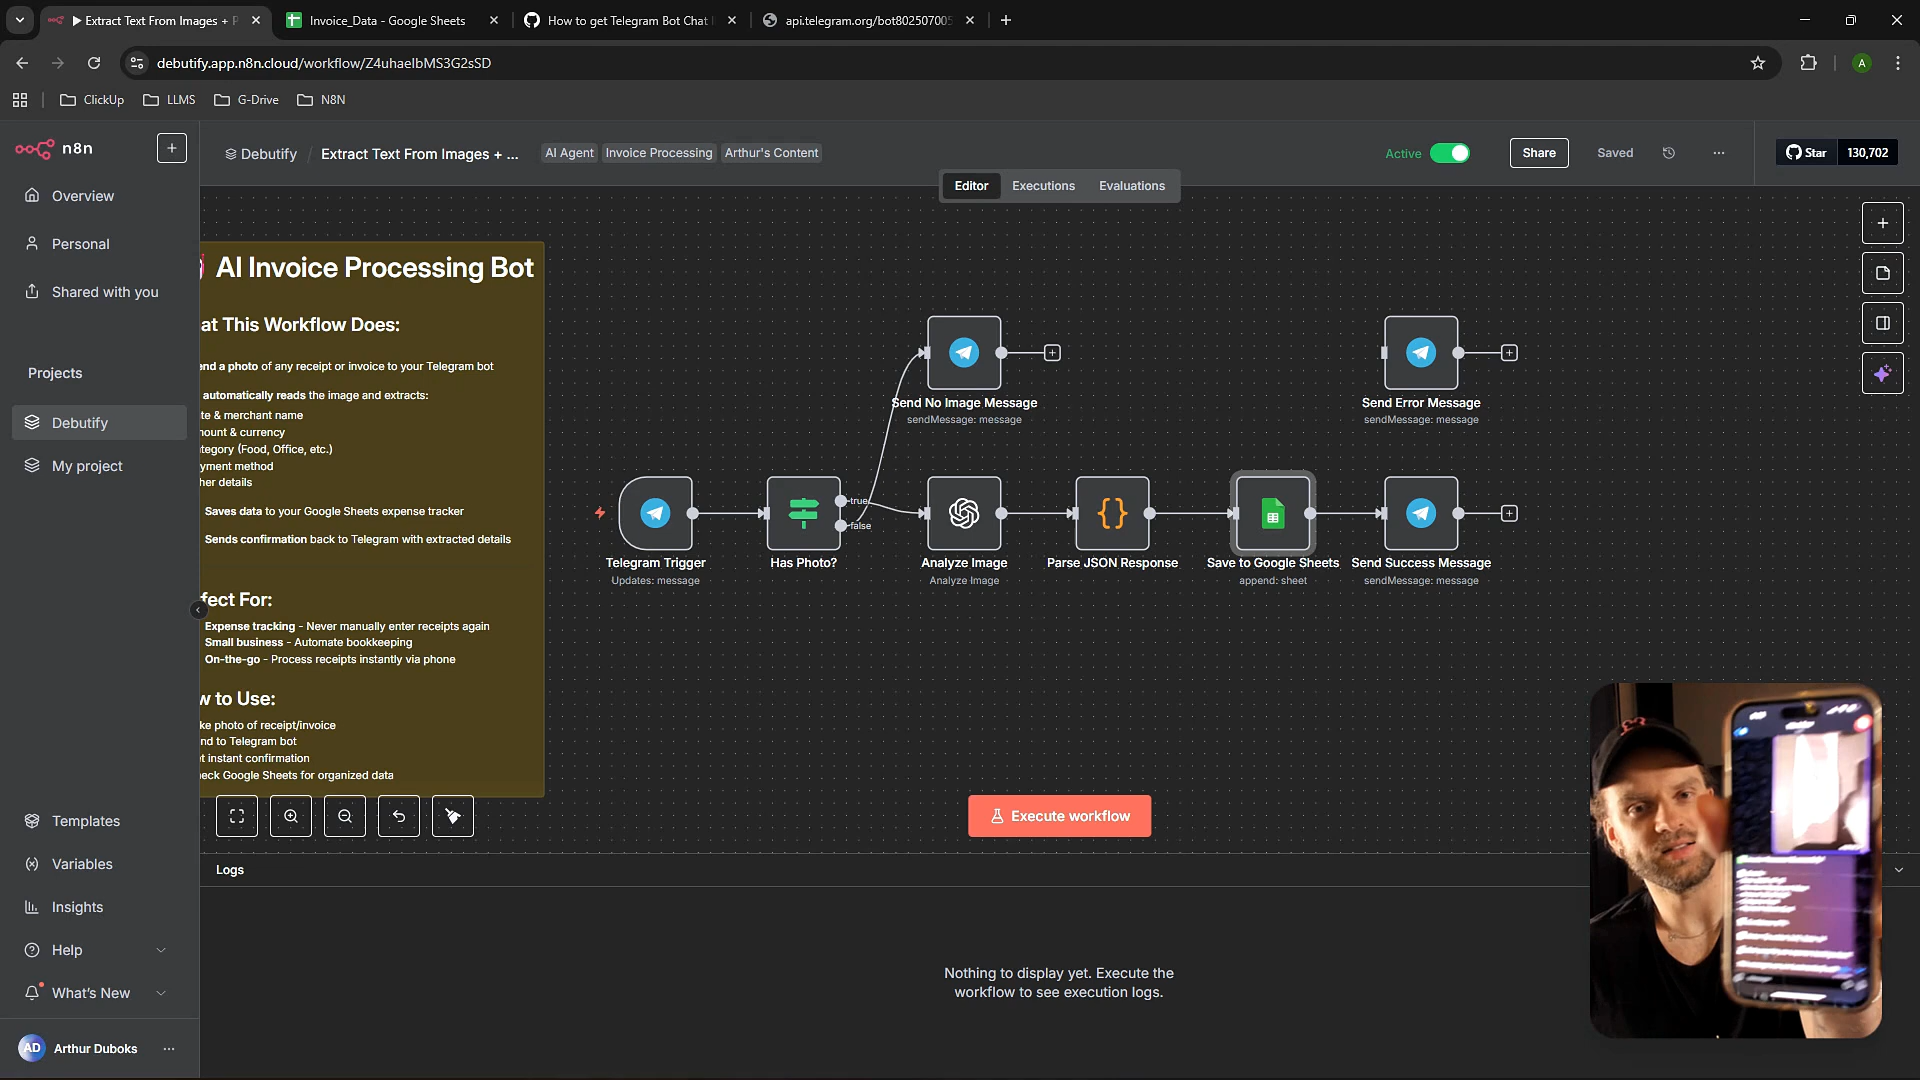 Extract Text From Images + P
Invoice_Data - Google Sheets
How to get Telegram Bot Chat
api.telegram.org/bot802507005
debutify.app.n8n.cloud/workflow/Z4uhaelbMS3G2sSD
A
ClickUp
LLMS
G-Drive
N8N
n8n
Debutify / Extract Text From Images + ...
AI Agent
Invoice Processing
Arthur's Content
Active
Share
Saved
Star 130,702
Editor
Executions
Evaluations
Overview
Personal
Shared with you
Projects
Debutify
My project
Templates
Variables
Insights
Help
What's New
AD Arthur Duboks
AI Invoice Processing Bot
at This Workflow Does:
end a photo of any receipt or invoice to your Telegram bot
automatically reads the image and extracts:
te & merchant name
nount & currency
tegory (Food, Office, etc.)
yment method
her details
Saves data to your Google Sheets expense tracker
Sends confirmation back to Telegram with extracted details
fect For:
Expense tracking - Never manually enter receipts again
Small business - Automate bookkeeping
On-the-go - Process receipts instantly via phone
w to Use:
ke photo of receipt/invoice
nd to Telegram bot
t instant confirmation
eck Google Sheets for organized data
Send No Image Message
sendMessage: message
Send Error Message
sendMessage: message
true
false
Telegram Trigger
Updates: message
Has Photo?
Analyze Image
Analyze Image
Parse JSON Response
Save to Google Sheets
append: sheet
Send Success Message
sendMessage: message
Execute workflow
Logs
Nothing to display yet. Execute the
workflow to see execution logs.